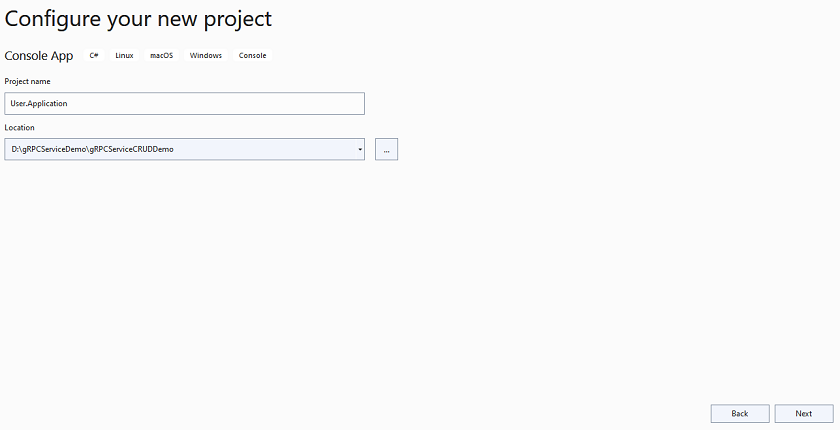 Configure your new project
Console App C# Linux macOS Windows Console
Project name
User.Application
Location
D:\gRPCServiceDemo\gRPCServiceCRUDDemo ...
Back Next